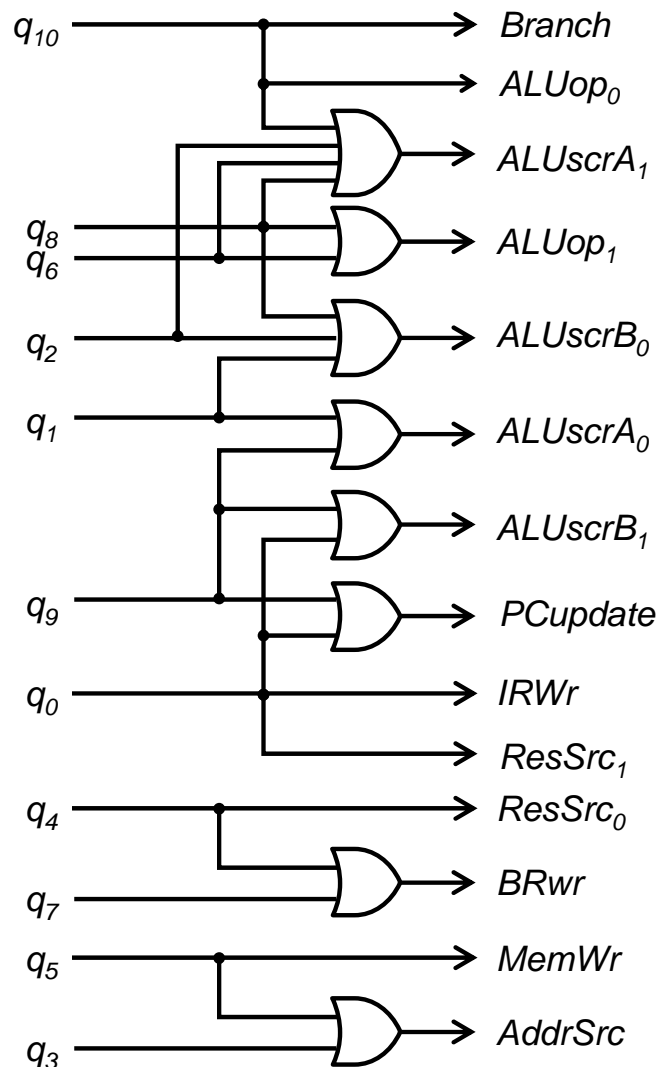 q10 Branch
ALUop0
ALUscrA1
q8 ALUop1
q6
q2 ALUscrB0
q1 ALUscrA0
ALUscrB1
q9 PCupdate
q0 IRWr
ResSrc1
q4 ResSrc0
q7 BRwr
q5 MemWr
q3 AddrSrc